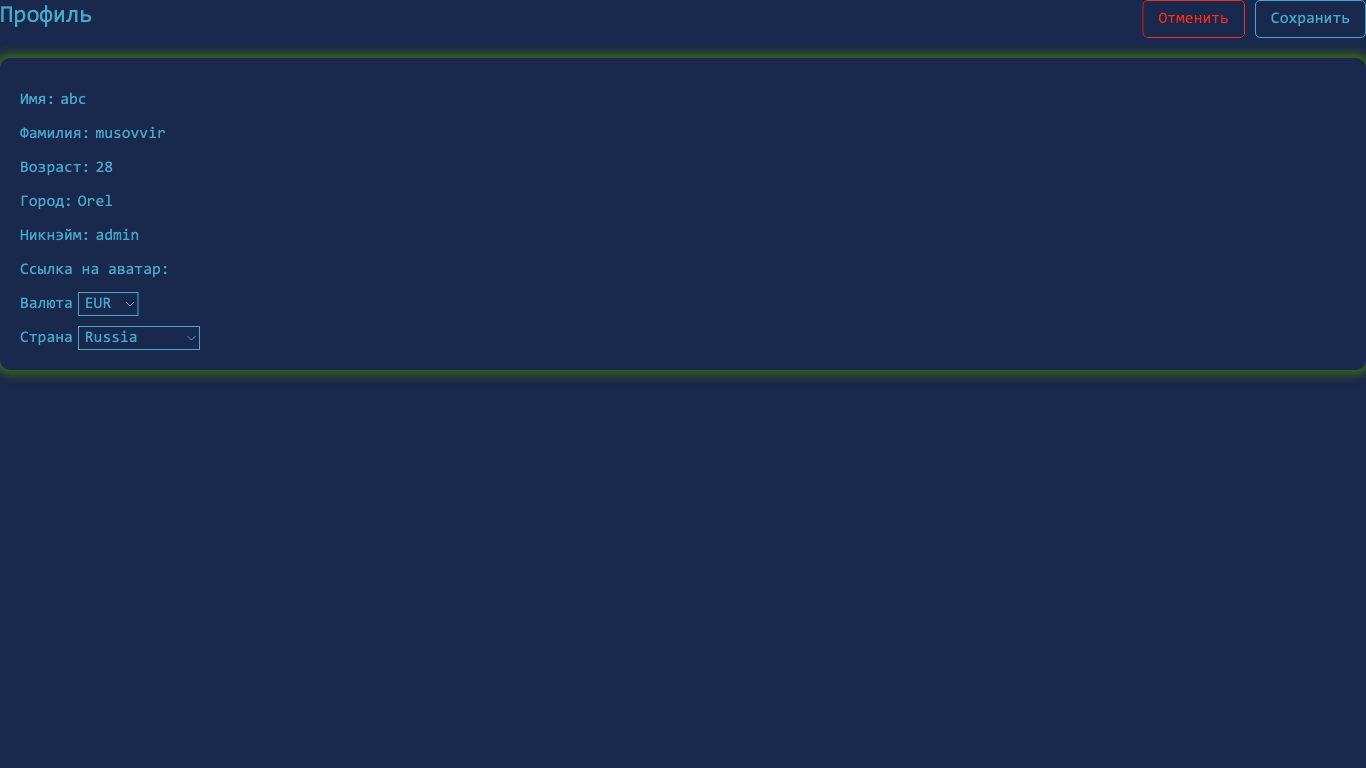 Профиль
Отменить
Сохранить
Имя: abc
Фамилия: musovvir
Возраст: 28
Город: Orel
Никнэйм: admin
Ссылка на аватар:
Валюта EUR
Страна Russia